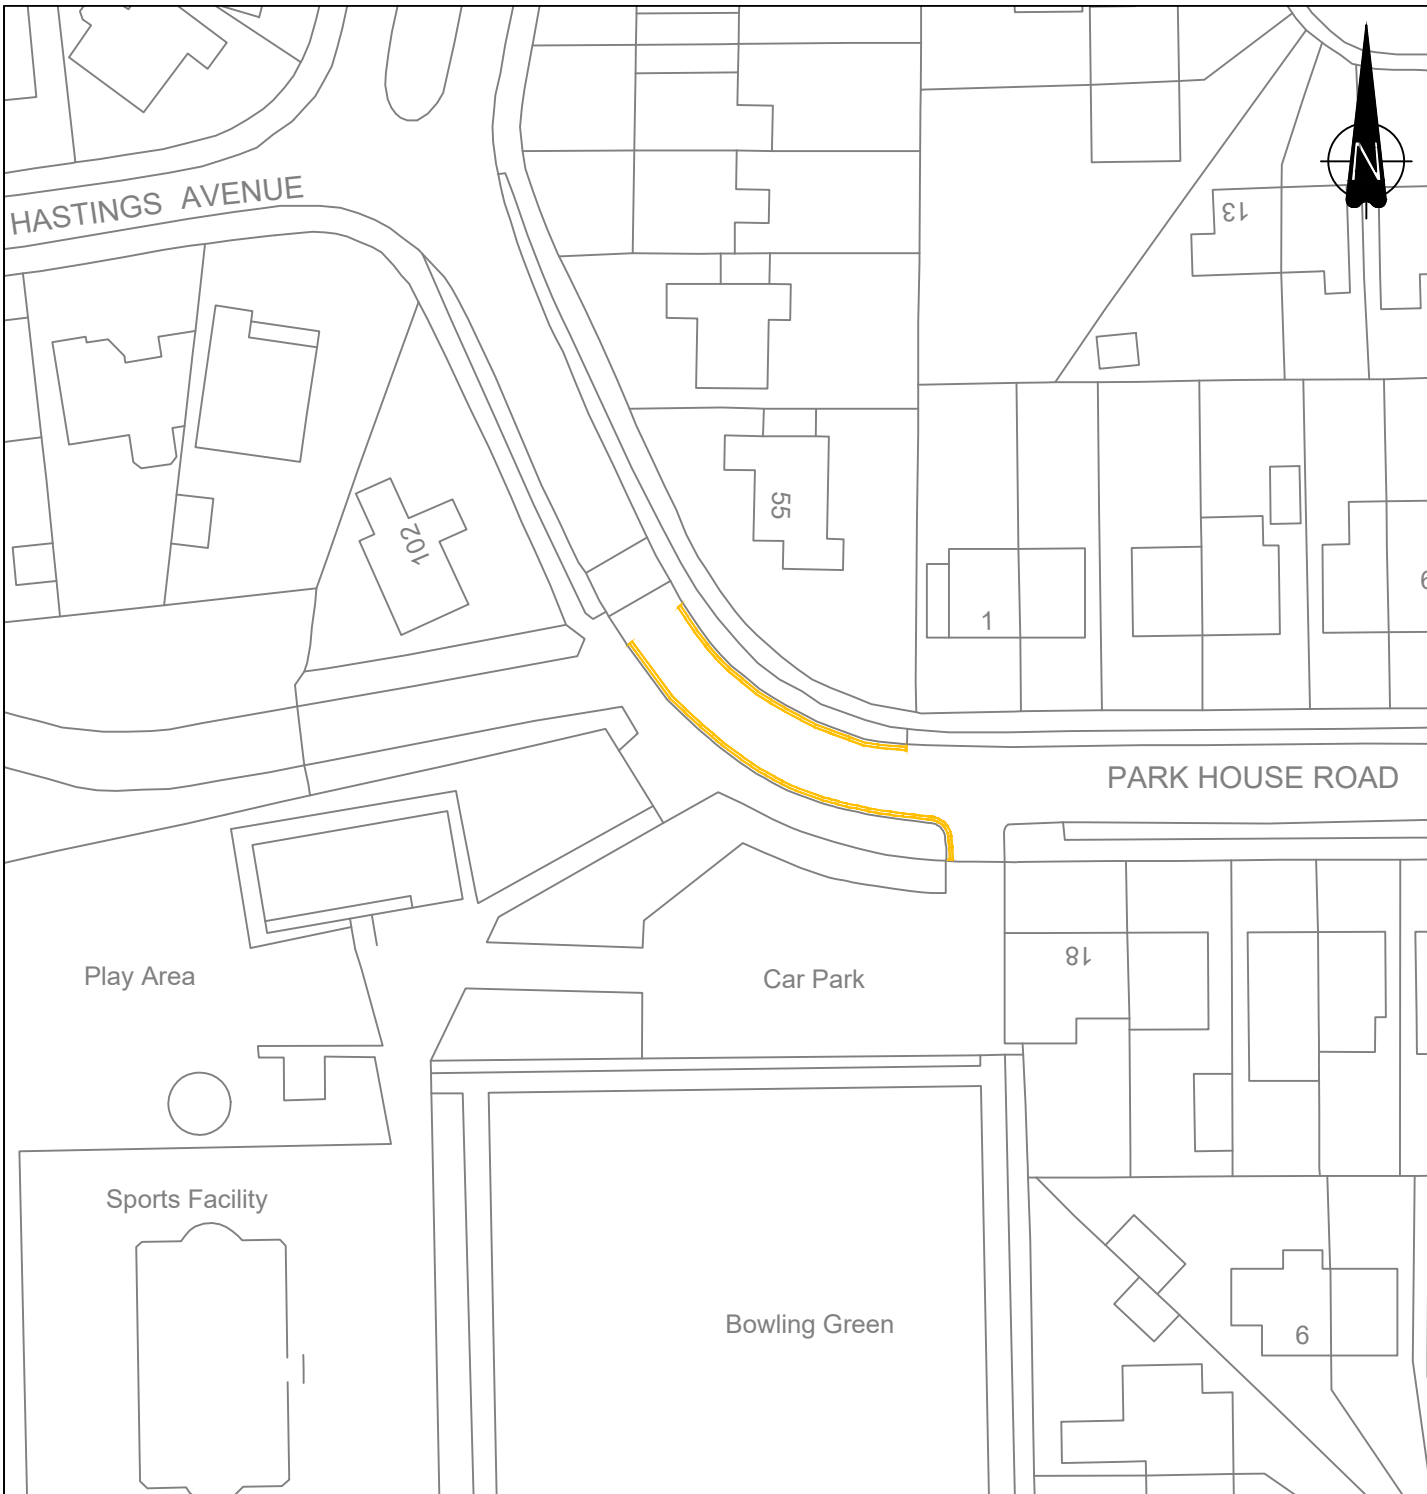 N
HASTINGS AVENUE
13
55
102
1
PARK HOUSE ROAD
18
Play Area
Car Park
Sports Facility
Bowling Green
6